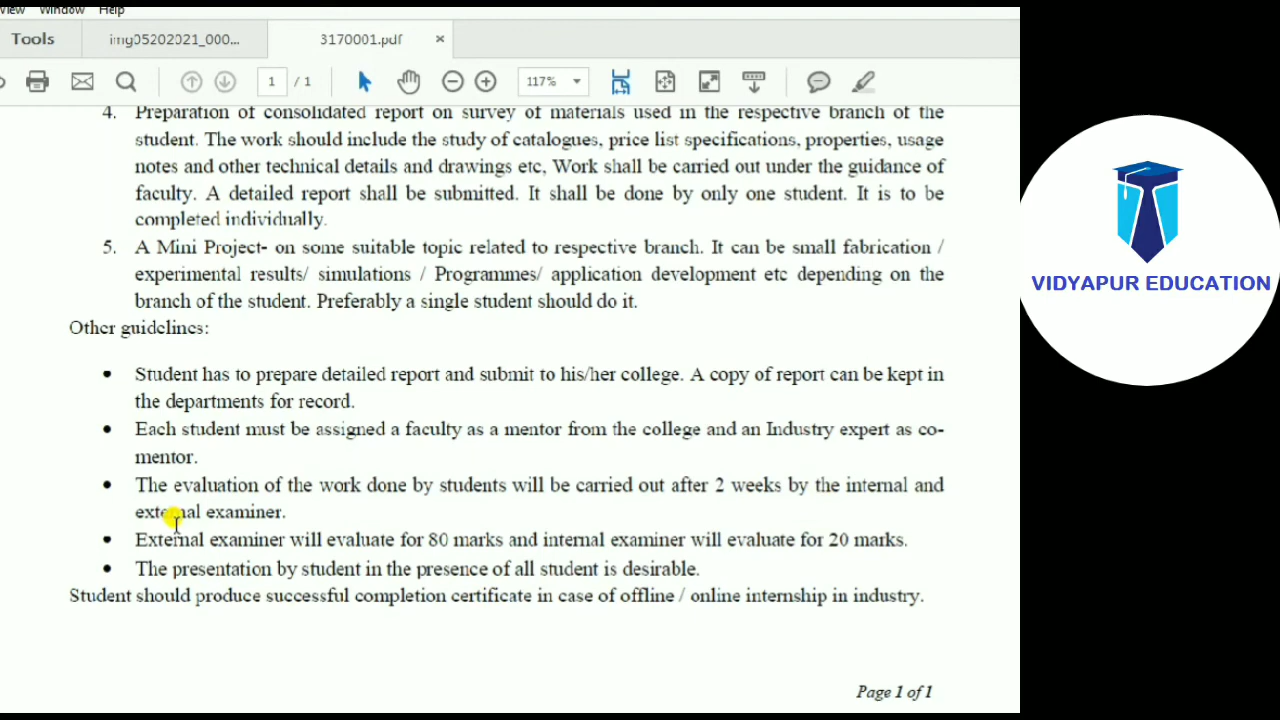 View Window Help
Tools img05202021_000... 3170001.pdf ×
1 / 1 117%
4. Preparation of consolidated report on survey of materials used in the respective branch of the
student. The work should include the study of catalogues, price list specifications, properties, usage
notes and other technical details and drawings etc, Work shall be carried out under the guidance of
faculty. A detailed report shall be submitted. It shall be done by only one student. It is to be
completed individually.
5. A Mini Project- on some suitable topic related to respective branch. It can be small fabrication /
experimental results/ simulations / Programmes/ application development etc depending on the
branch of the student. Preferably a single student should do it.
Other guidelines:
• Student has to prepare detailed report and submit to his/her college. A copy of report can be kept in
the departments for record.
• Each student must be assigned a faculty as a mentor from the college and an Industry expert as co-
mentor.
• The evaluation of the work done by students will be carried out after 2 weeks by the internal and
external examiner.
• External examiner will evaluate for 80 marks and internal examiner will evaluate for 20 marks.
• The presentation by student in the presence of all student is desirable.
Student should produce successful completion certificate in case of offline / online internship in industry.
Page 1 of 1
VIDYAPUR EDUCATION